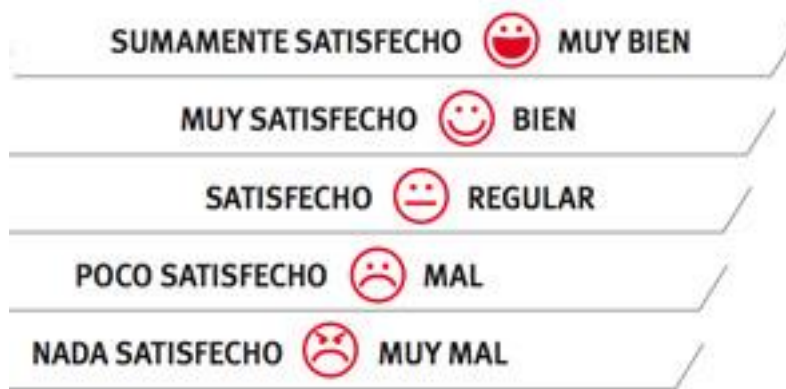 SUMAMENTE SATISFECHO MUY BIEN
MUY SATISFECHO BIEN
SATISFECHO REGULAR
POCO SATISFECHO MAL
NADA SATISFECHO MUY MAL